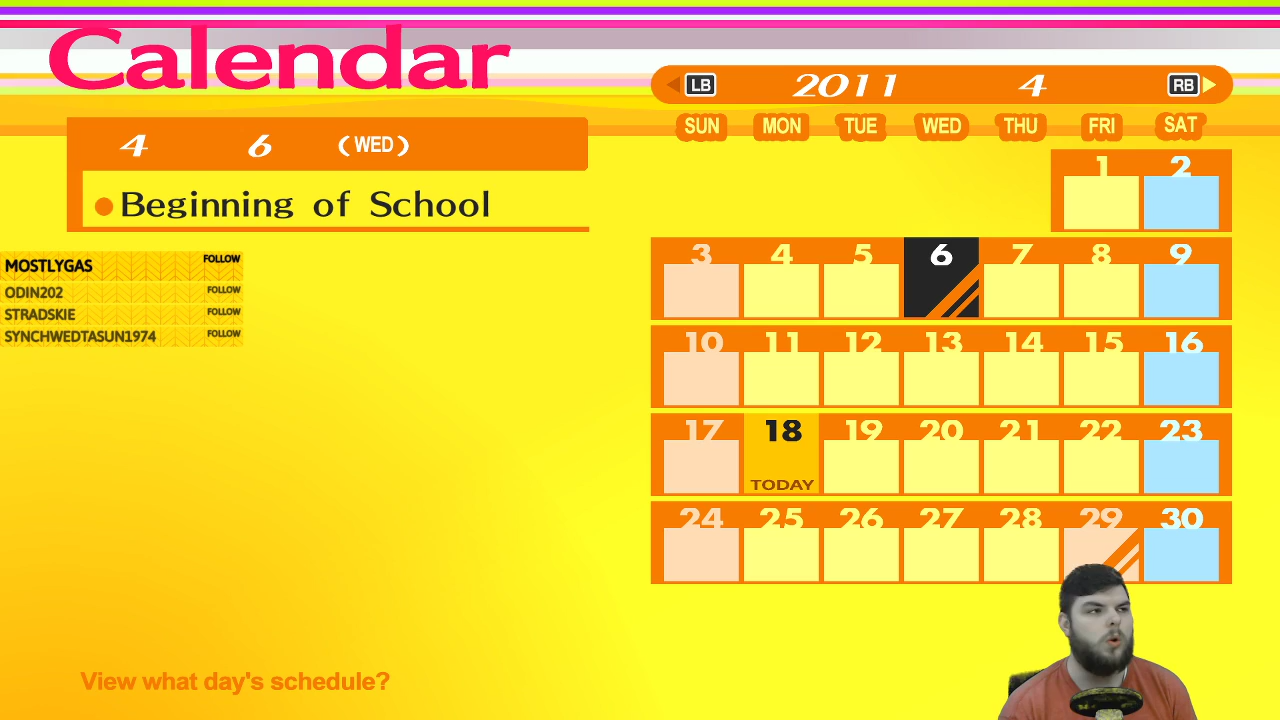 Calendar
LB 2011 4 RB
SUN MON TUE WED THU FRI SAT
4 6 (WED)
Beginning of School
MOSTLYGAS FOLLOW
ODIN202 FOLLOW
STRADSKIE FOLLOW
SYNCHWEDTASUN1974 FOLLOW
1 2
3 4 5 6 7 8 9
10 11 12 13 14 15 16
17 18 19 20 21 22 23
TODAY
24 25 26 27 28 29 30
View what day's schedule?